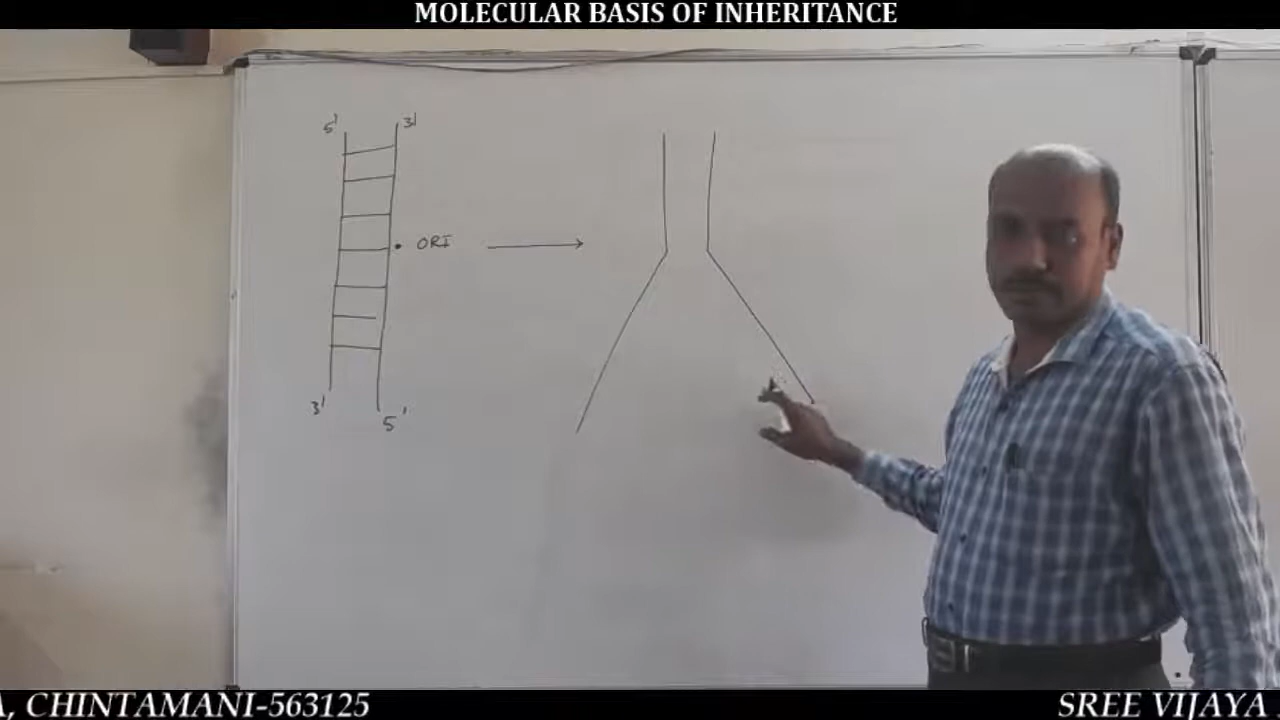 MOLECULAR BASIS OF INHERITANCE
5' 3'
ORI
3' 5'
A, CHINTAMANI-563125 SREE VIJAYA